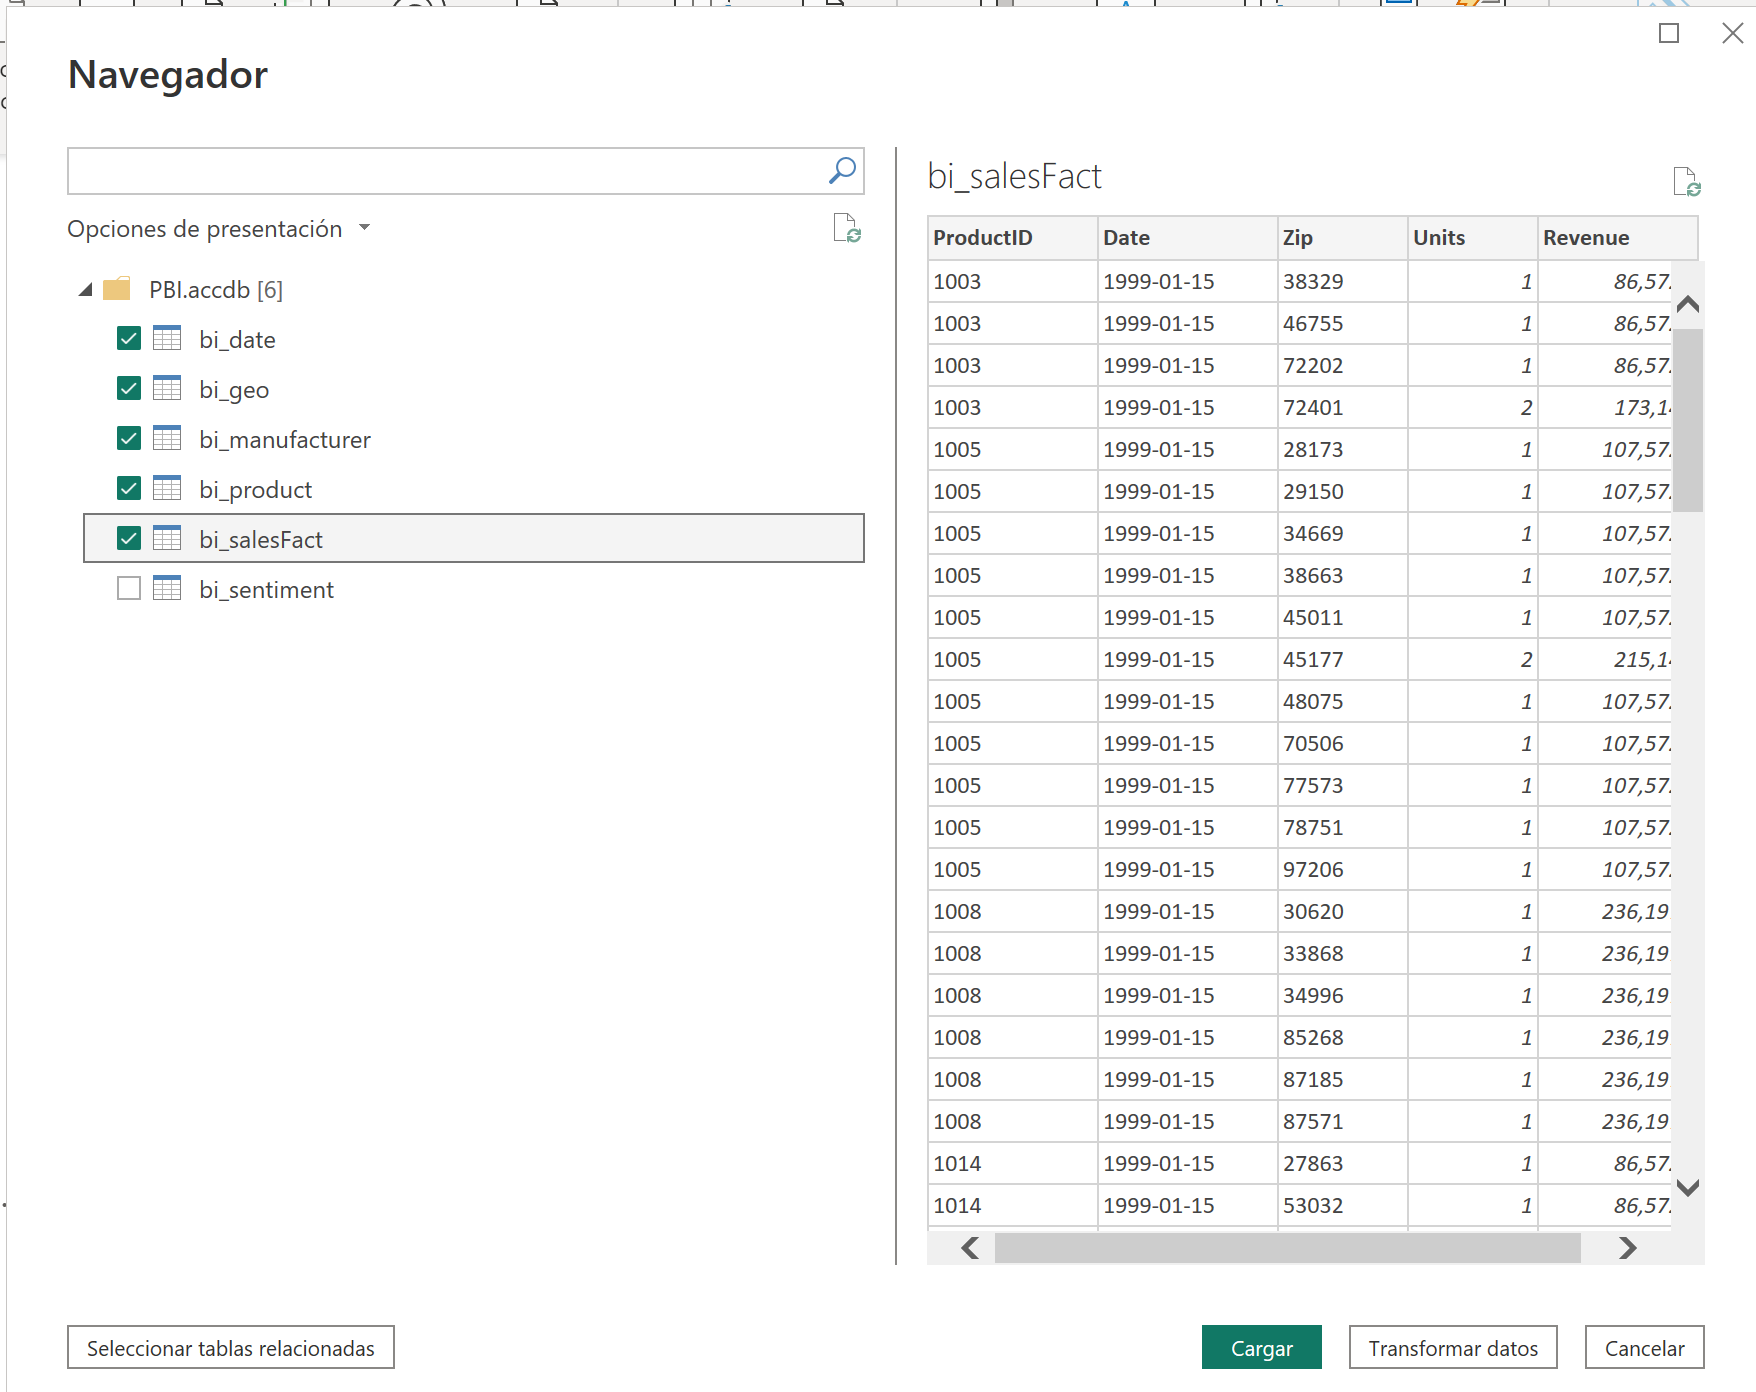 Navegador
Opciones de presentación
PBI.accdb [6]
bi_date
bi_geo
bi_manufacturer
bi_product
bi_salesFact
bi_sentiment
bi_salesFact
ProductID Date Zip Units Revenue
1003 1999-01-15 38329 1 86,57
1003 1999-01-15 46755 1 86,57
1003 1999-01-15 72202 1 86,57
1003 1999-01-15 72401 2 173,1
1005 1999-01-15 28173 1 107,57
1005 1999-01-15 29150 1 107,57
1005 1999-01-15 34669 1 107,57
1005 1999-01-15 38663 1 107,57
1005 1999-01-15 45011 1 107,57
1005 1999-01-15 45177 2 215,1
1005 1999-01-15 48075 1 107,57
1005 1999-01-15 70506 1 107,57
1005 1999-01-15 77573 1 107,57
1005 1999-01-15 78751 1 107,57
1005 1999-01-15 97206 1 107,57
1008 1999-01-15 30620 1 236,19
1008 1999-01-15 33868 1 236,19
1008 1999-01-15 34996 1 236,19
1008 1999-01-15 85268 1 236,19
1008 1999-01-15 87185 1 236,19
1008 1999-01-15 87571 1 236,19
1014 1999-01-15 27863 1 86,57
1014 1999-01-15 53032 1 86,57
Seleccionar tablas relacionadas
Cargar
Transformar datos
Cancelar